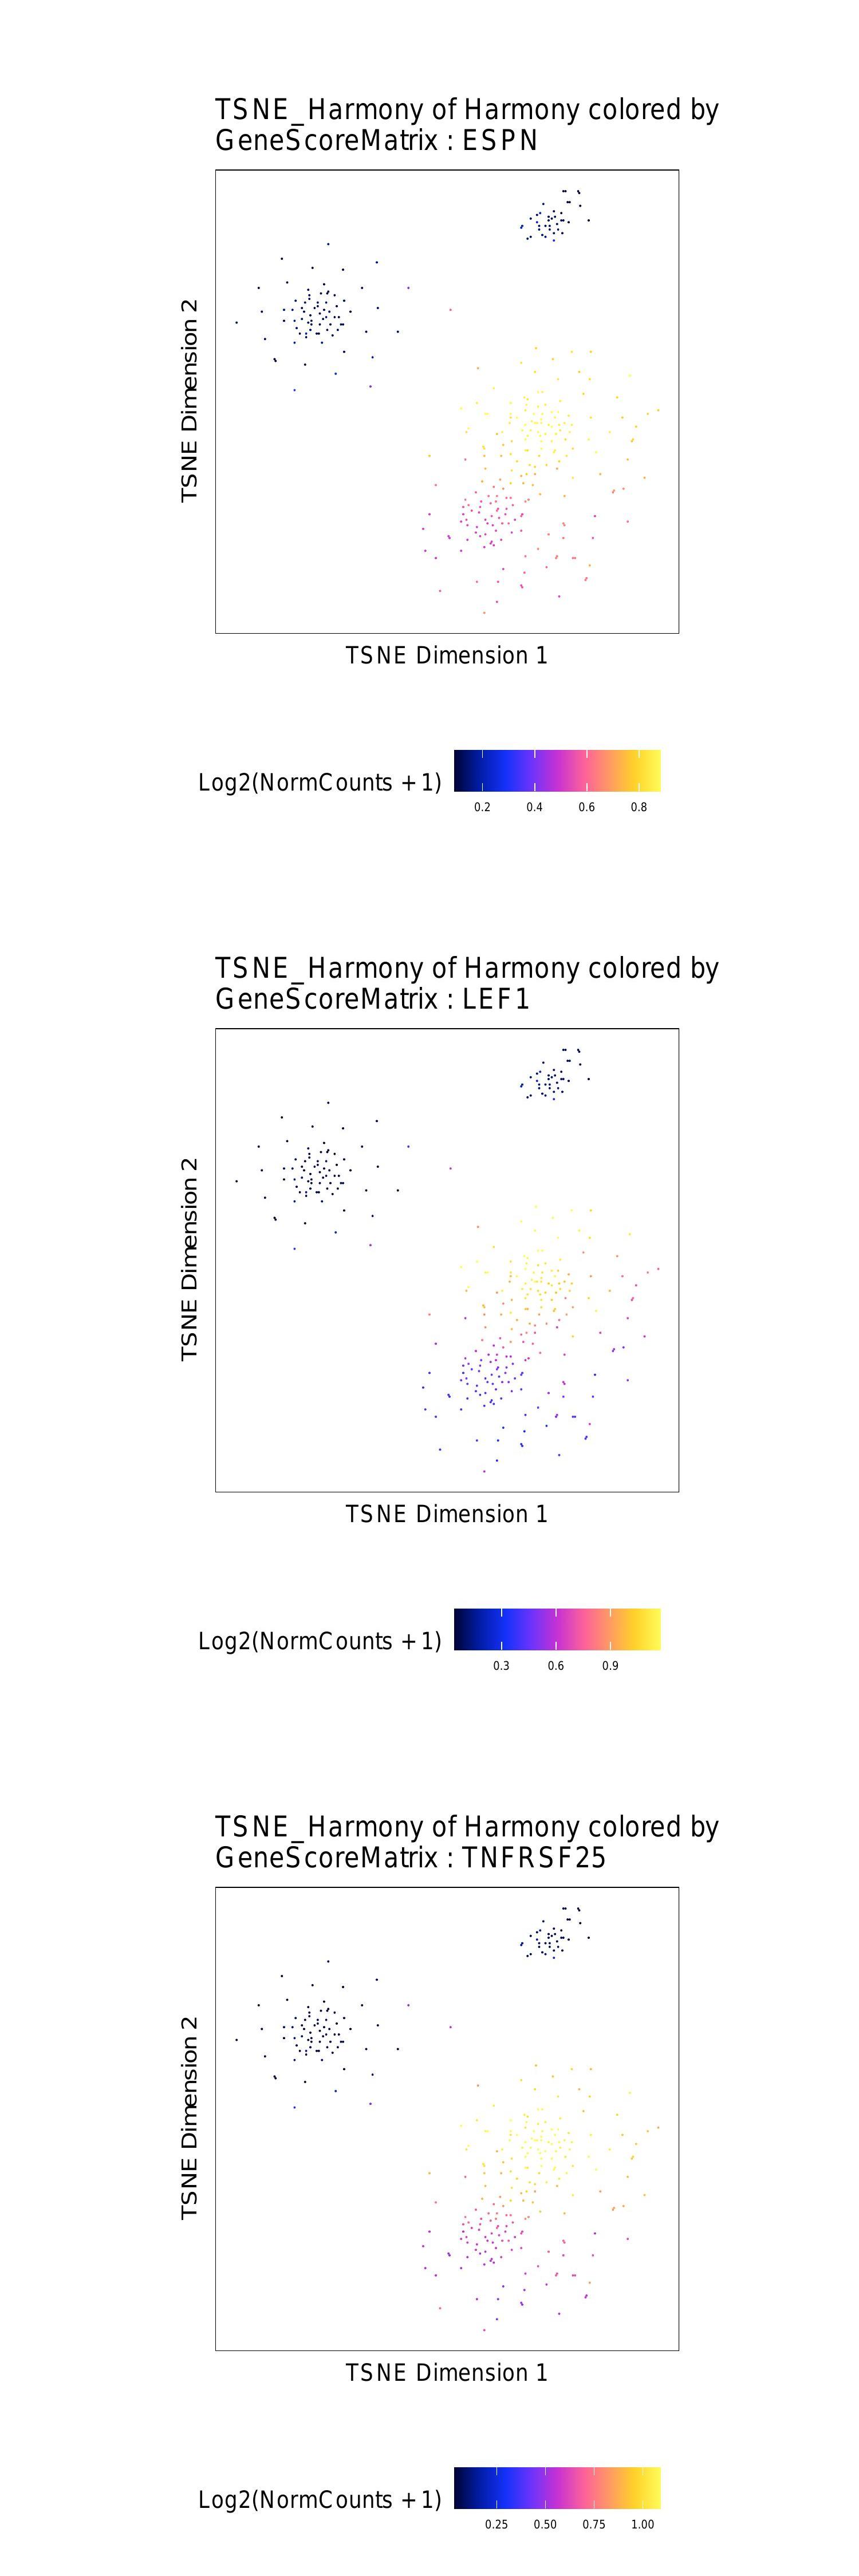 TSNE_Harmony of Harmony colored by
GeneScoreMatrix : ESPN
TSNE Dimension 2
TSNE Dimension 1
Log2(NormCounts +1)
0.2 0.4 0.6 0.8
TSNE_Harmony of Harmony colored by
GeneScoreMatrix : LEF1
TSNE Dimension 2
TSNE Dimension 1
Log2(NormCounts +1)
0.3 0.6 0.9
TSNE_Harmony of Harmony colored by
GeneScoreMatrix : TNFRSF25
TSNE Dimension 2
TSNE Dimension 1
Log2(NormCounts +1)
0.25 0.50 0.75 1.00